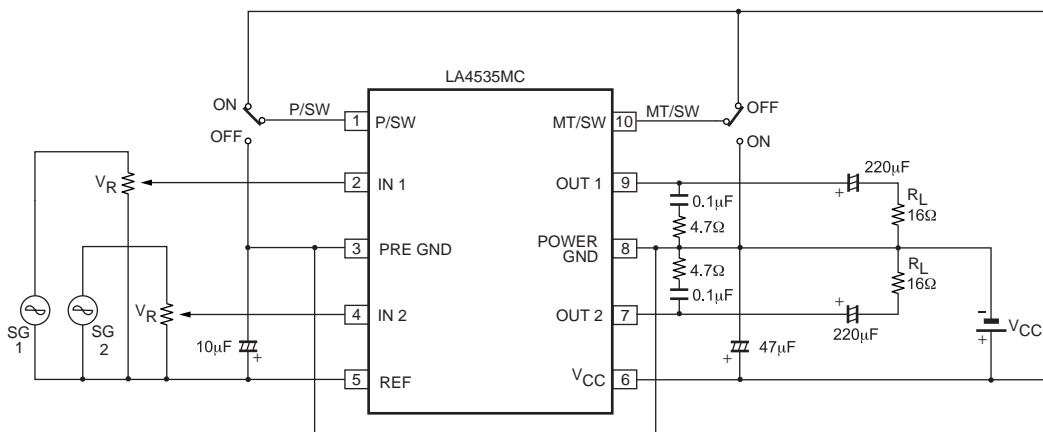 LA4535MC
ON
P/SW
OFF
1
P/SW
MT/SW
10
MT/SW
OFF
ON
VR
2
IN 1
OUT 1
9
220µF
+
0.1µF
4.7Ω
RL
16Ω
3
PRE GND
POWER
GND
8
4.7Ω
0.1µF
RL
16Ω
VR
4
IN 2
OUT 2
7
+
220µF
SG
1
SG
2
10µF
+
47µF
+
-
+
VCC
5
REF
VCC
6